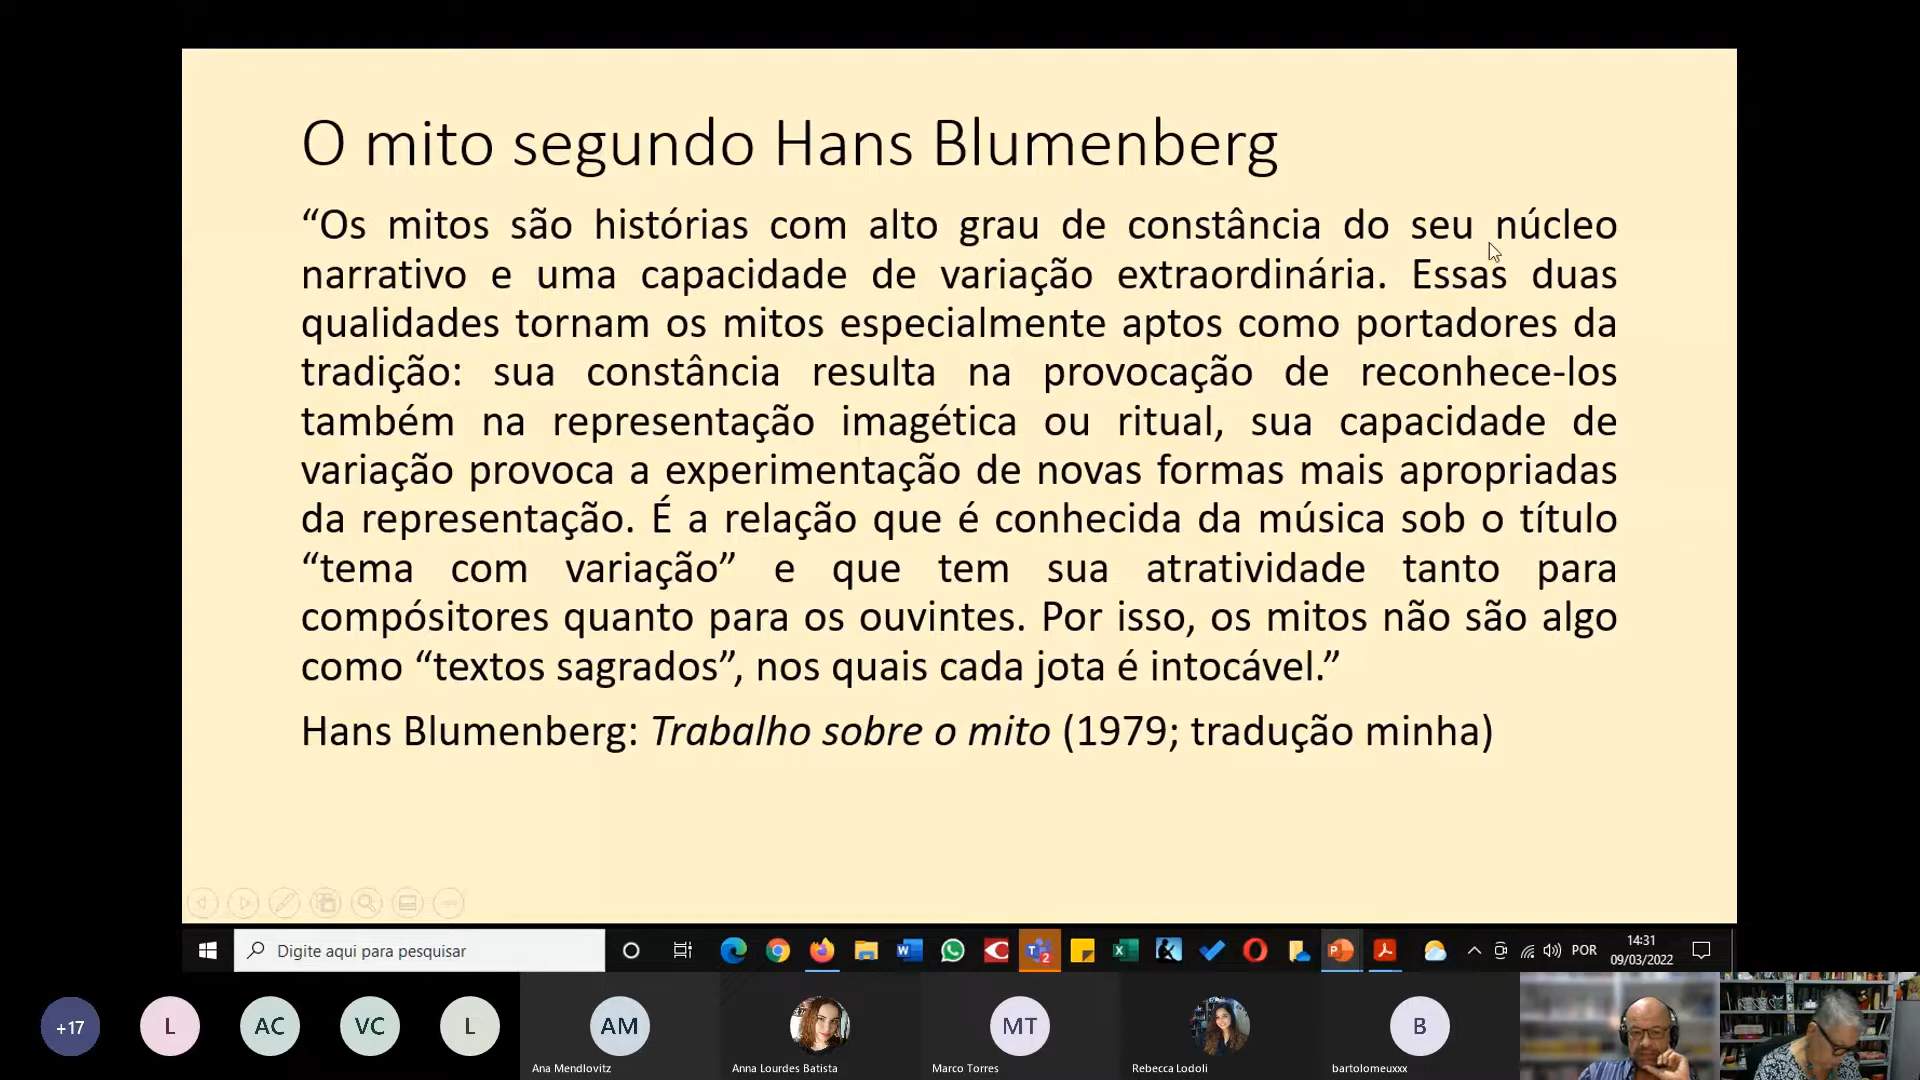 O mito segundo Hans Blumenberg
“Os mitos são histórias com alto grau de constância do seu núcleo
narrativo e uma capacidade de variação extraordinária. Essas duas
qualidades tornam os mitos especialmente aptos como portadores da
tradição: sua constância resulta na provocação de reconhece-los
também na representação imagética ou ritual, sua capacidade de
variação provoca a experimentação de novas formas mais apropriadas
da representação. É a relação que é conhecida da música sob o título
“tema com variação” e que tem sua atratividade tanto para
compósitores quanto para os ouvintes. Por isso, os mitos não são algo
como “textos sagrados”, nos quais cada jota é intocável.”
Hans Blumenberg: Trabalho sobre o mito (1979; tradução minha)
Digite aqui para pesquisar
POR
14:31
09/03/2022
+17
L
AC
VC
L
AM
MT
B
Ana Mendlovitz
Anna Lourdes Batista
Marco Torres
Rebecca Lodoli
bartolomeuxxx